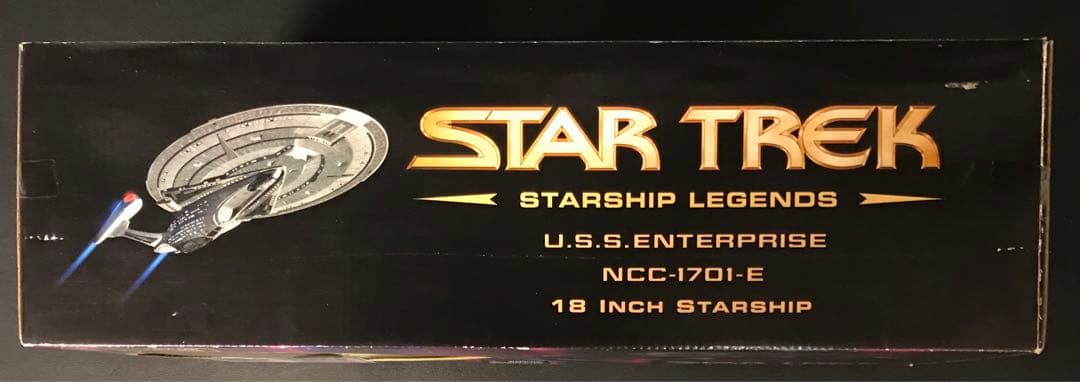 STAR TREK
STARSHIP LEGENDS
U.S.S.ENTERPRISE
NCC-1701-E
18 INCH STARSHIP